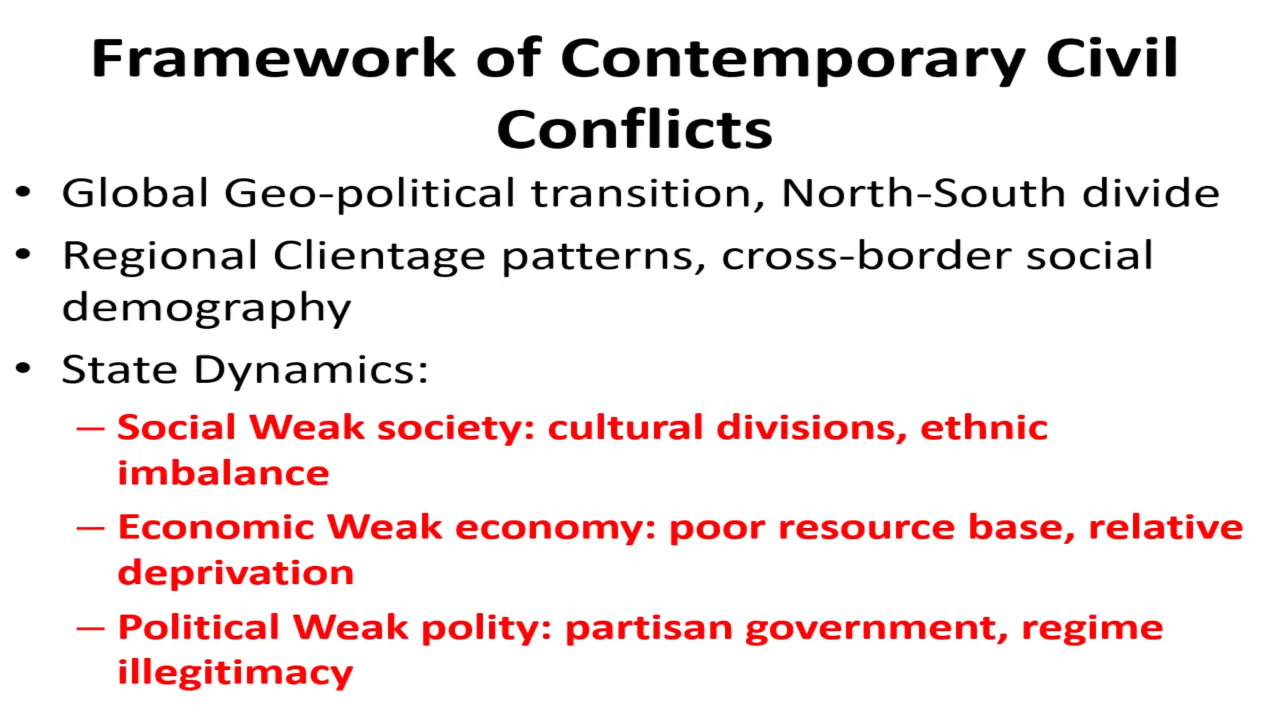 Framework of Contemporary Civil
Conflicts
• Global Geo-political transition, North-South divide
• Regional Clientage patterns, cross-border social
demography
• State Dynamics:
– Social Weak society: cultural divisions, ethnic
imbalance
– Economic Weak economy: poor resource base, relative
deprivation
– Political Weak polity: partisan government, regime
illegitimacy